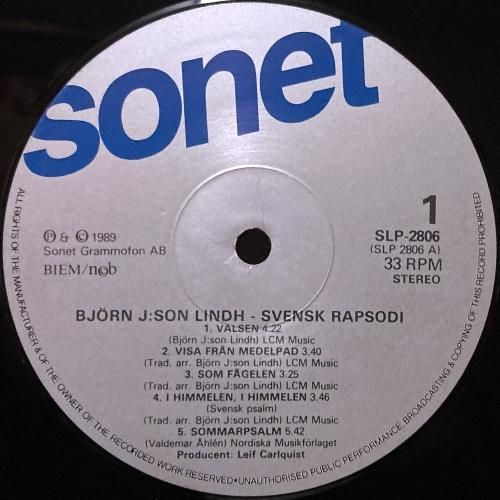 sonet
1
℗ & © 1989
Sonet Grammofon AB
BIEM/ncb
SLP-2806
(SLP 2806 A)
33 RPM
STEREO
BJÖRN J:SON LINDH - SVENSK RAPSODI
1. VALSEN 4.22
(Björn J:son Lindh) LCM Music
2. VISA FRÅN MEDELPAD 3.40
(Trad. arr. Björn J:son Lindh) LCM Music
3. SOM FÅGELEN 3.25
(Trad. arr. Björn J:son Lindh) LCM Music
4. I HIMMELEN, I HIMMELEN 3.46
(Svensk psalm)
(Trad. arr. Björn J:son Lindh) LCM Music
5. SOMMARPSALM 5.42
(Valdemar Åhlén) Nordiska Musikförlaget
Producent: Leif Carlquist
ALL RIGHTS OF THE MANUFACTURER & OF THE OWNER OF THE RECORDED WORK RESERVED•UNAUTHORISED PUBLIC PERFORMANCE, BROADCASTING & COPYING OF THIS RECORD PROHIBITED